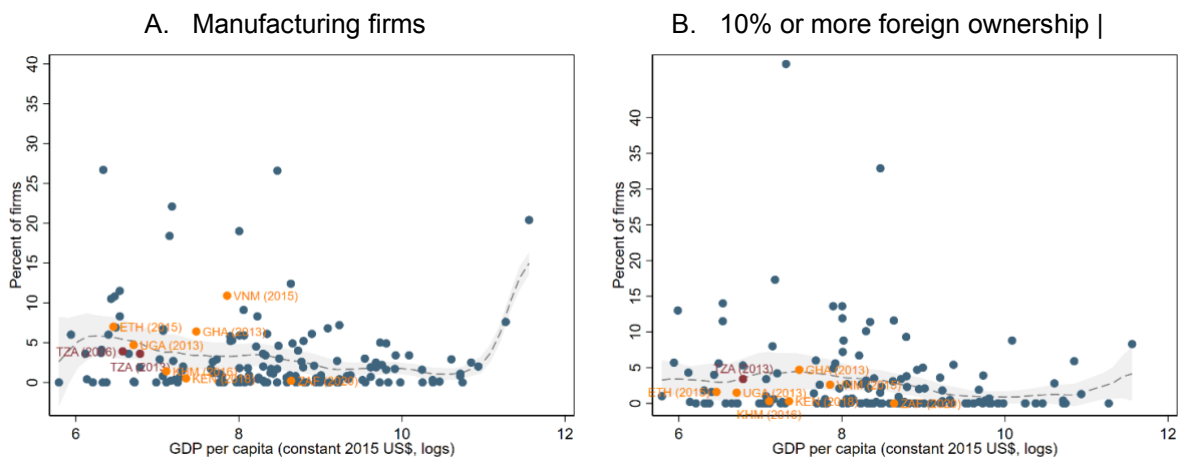 A. Manufacturing firms
40
35
30
25
20
15
10
5
0
Percent of firms
VNM (2015)
ETH (2015)
GHA (2013)
UGA (2013)
TZA
TZA
6
8
10
12
GDP per capita (constant 2015 US$, logs)
B. 10% or more foreign ownership |
40
35
30
25
20
15
10
5
0
Percent of firms
TZA (2013)
GHA (2013)
ETH (2015)
UGA (2013)
KHM (2016)
6
8
10
12
GDP per capita (constant 2015 US$, logs)